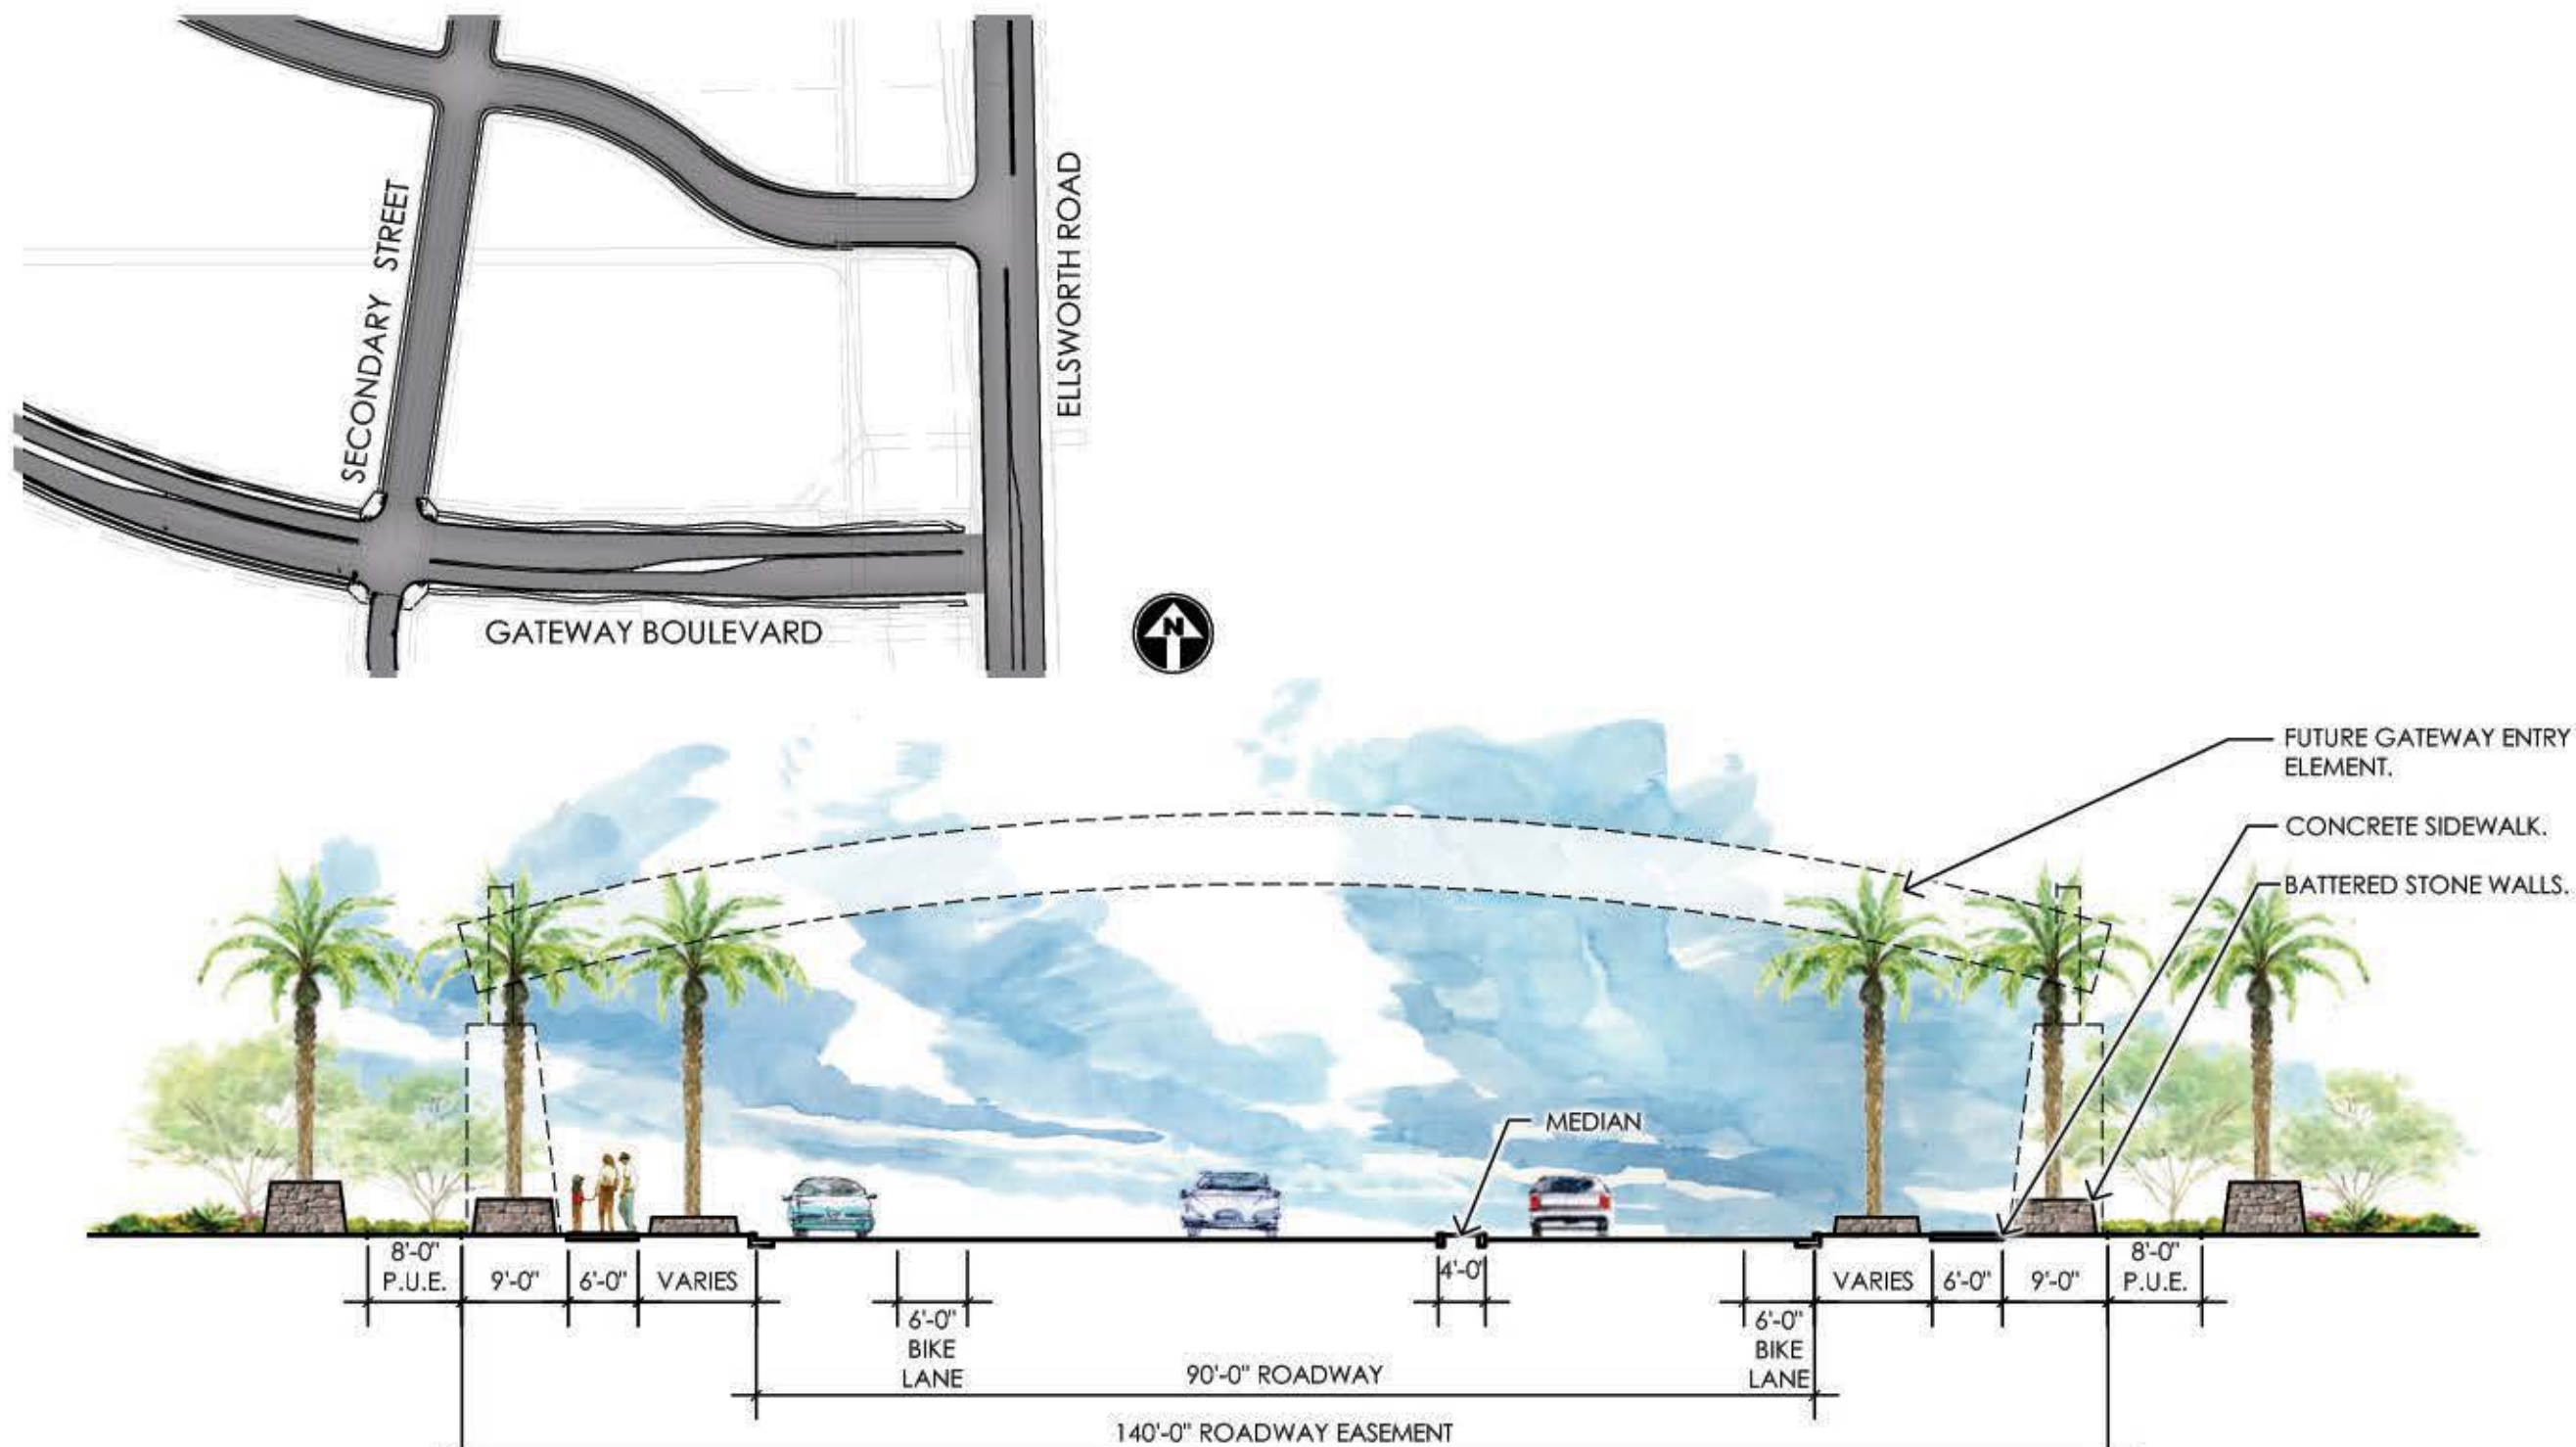 SECONDARY STREET
ELLSWORTH ROAD
GATEWAY BOULEVARD
N
FUTURE GATEWAY ENTRY
ELEMENT.
CONCRETE SIDEWALK.
BATTERED STONE WALLS.
MEDIAN
8'-0"
P.U.E.
9'-0"
6'-0"
VARIES
4'-0"
VARIES
6'-0"
9'-0"
8'-0"
P.U.E.
6'-0"
BIKE
LANE
6'-0"
BIKE
LANE
90'-0" ROADWAY
140'-0" ROADWAY EASEMENT